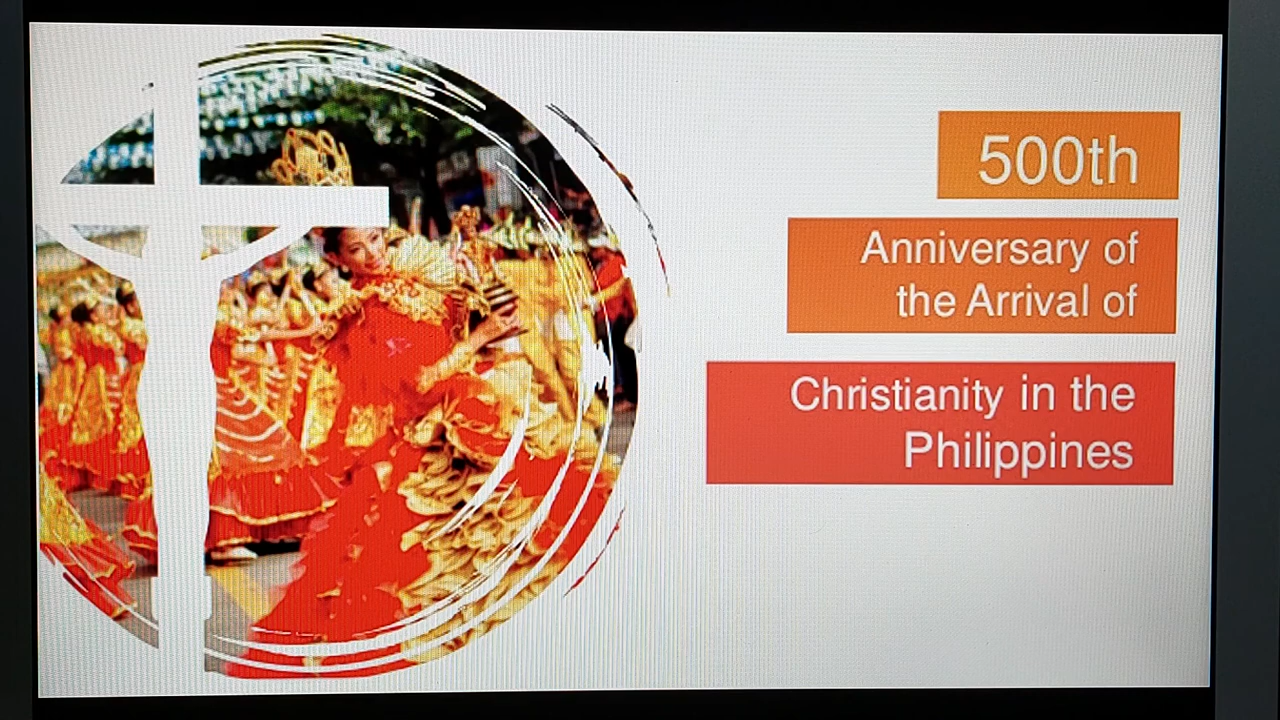 500th
Anniversary of
the Arrival of
Christianity in the
Philippines